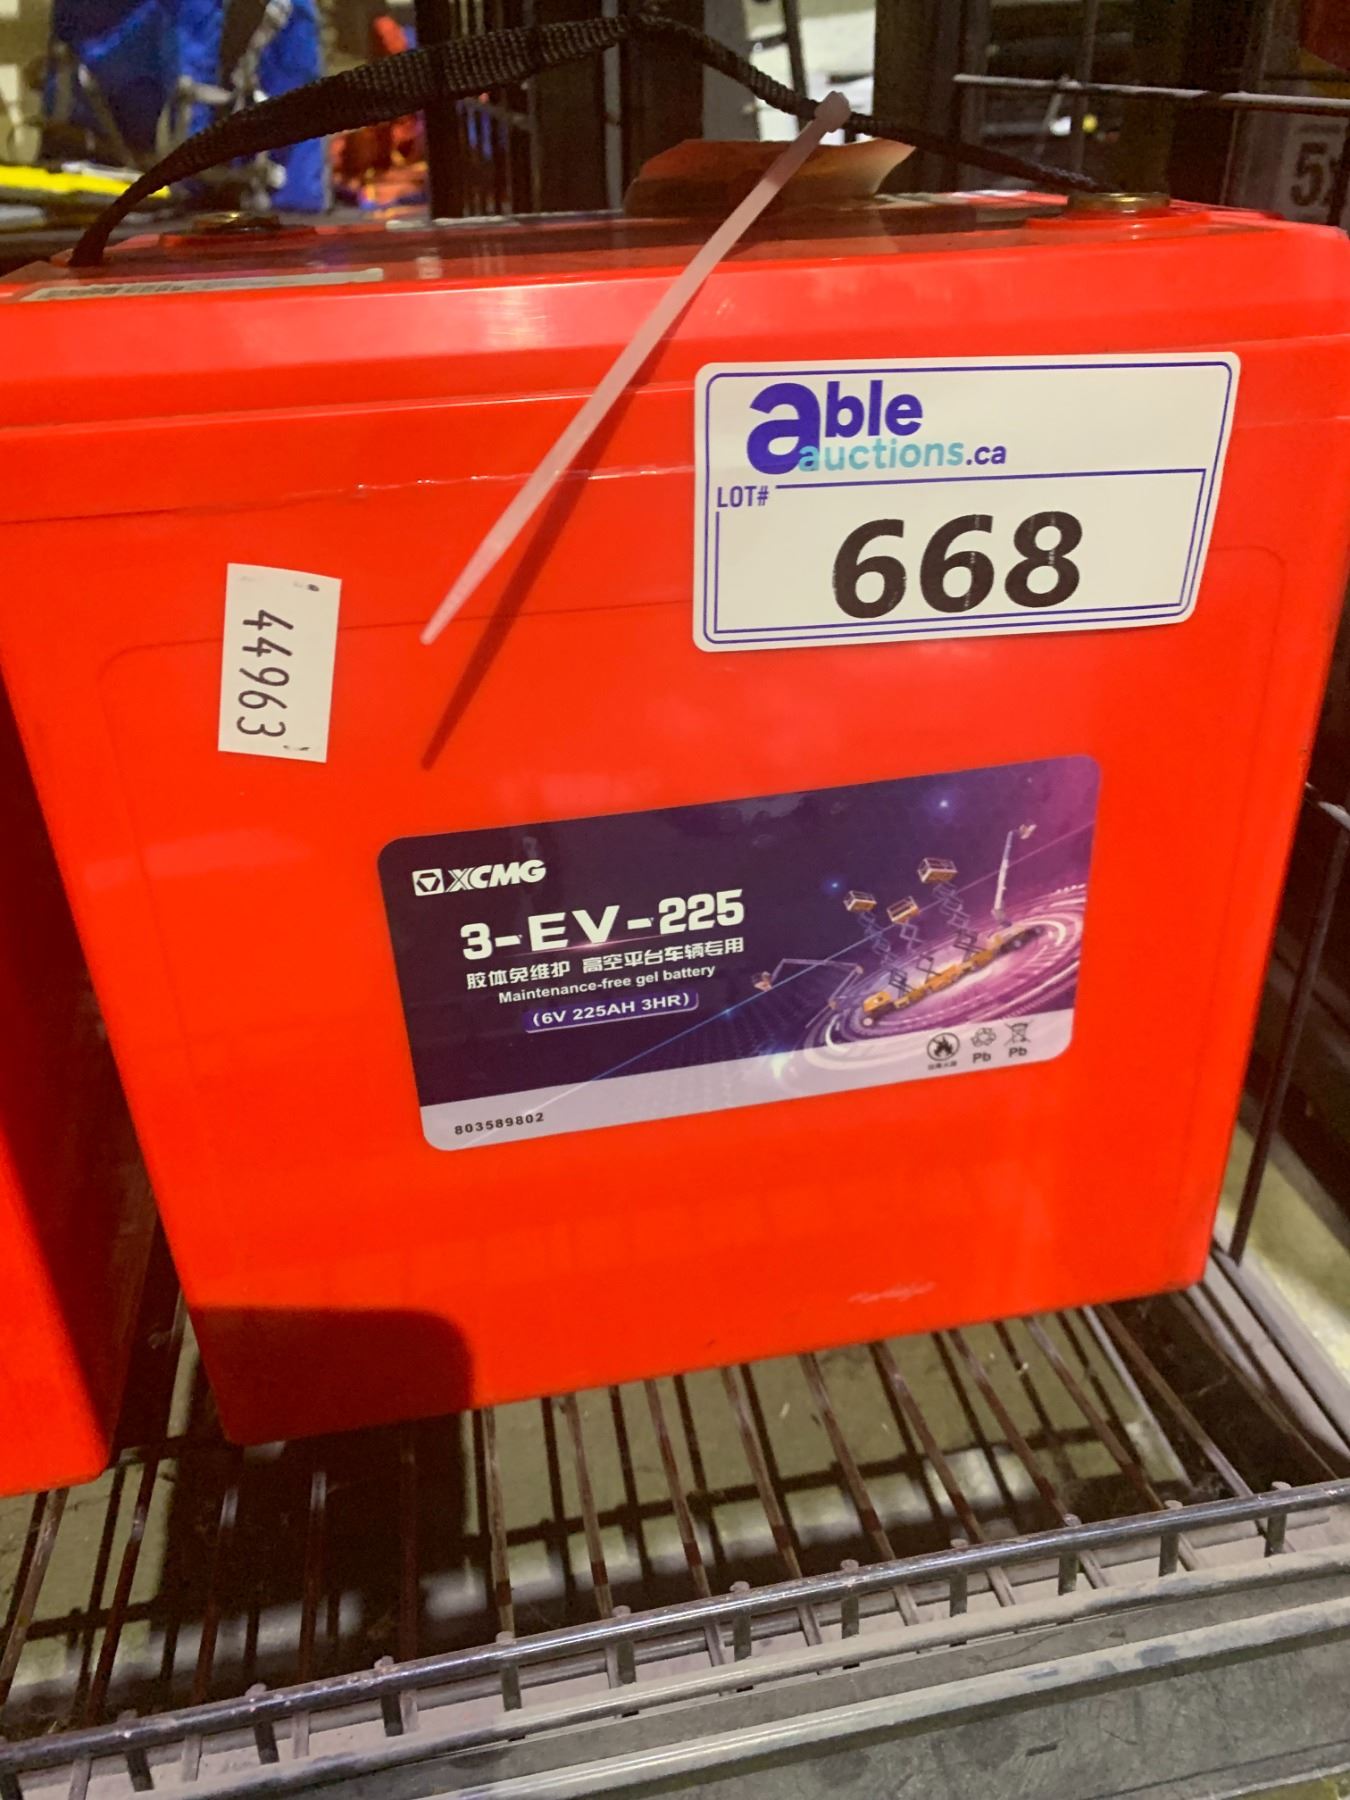 able
auctions.ca
LOT#
668
44963
XCMG
3-EV-225
胶体免维护 高空平台车辆专用
Maintenance-free gel battery
(6V 225AH 3HR)
Pb Pb
803589802